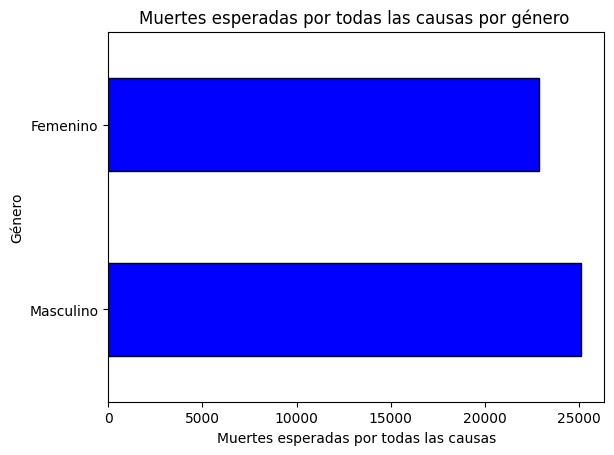 Muertes esperadas por todas las causas por género
Femenino
Género
Masculino
0 5000 10000 15000 20000 25000
Muertes esperadas por todas las causas